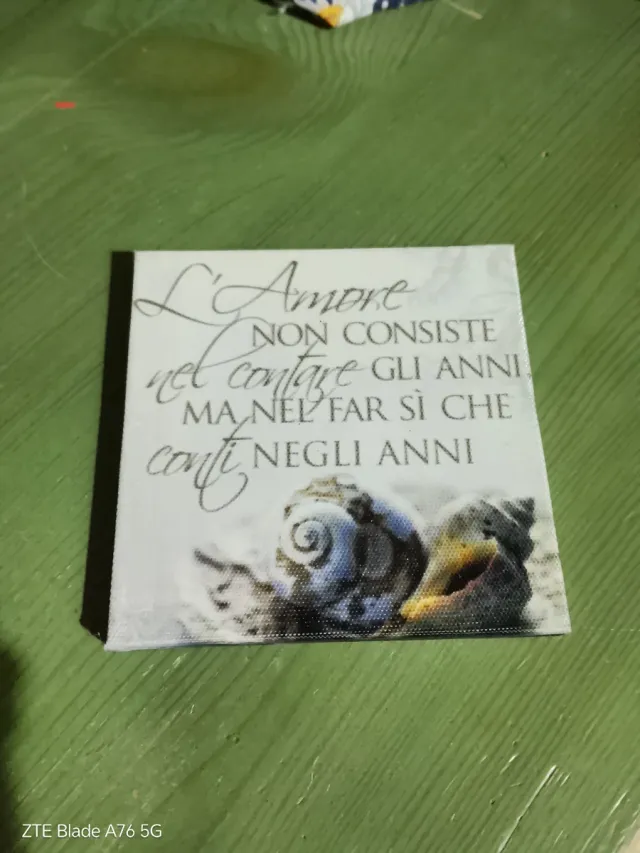 L'Amore
NON CONSISTE
nel contare GLI ANNI,
MA NEL FAR SÌ CHE
conti NEGLI ANNI
ZTE Blade A76 5G